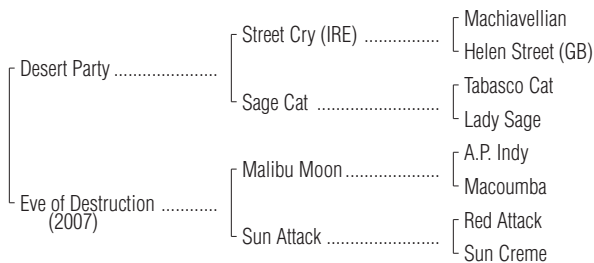 Machiavellian
Street Cry (IRE) ..................
Helen Street (GB)
Desert Party .........................
Tabasco Cat
Sage Cat .............................
Lady Sage
A.P. Indy
Malibu Moon.......................
Macoumba
Eve of Destruction .............
(2007)
Red Attack
Sun Attack ...........................
Sun Creme